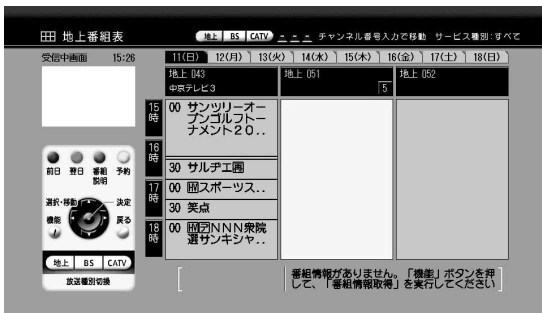 地上番組表
地上 BS CATV _ _ _ チャンネル番号入力で移動 サービス種別:すべて
受信中画面 15:26
11(日) 12(月) 13(火) 14(水) 15(木) 16(金) 17(土) 18(日)
地上 043 地上 051 地上 052
中京テレビ3 5
15時 00 サンツリーオー
プンゴルフトー
ナメント20..
16時
30 サルヂエ再
17時 00 HVスポーツス..
30 笑点
18時 00 HV字NNN衆院
選サンキシャ..
前日 翌日 番組説明 予約
選択・移動 決定
機能 戻る
地上 BS CATV
放送種別切換
番組情報がありません。「機能」ボタンを押
して、「番組情報取得」を実行してください